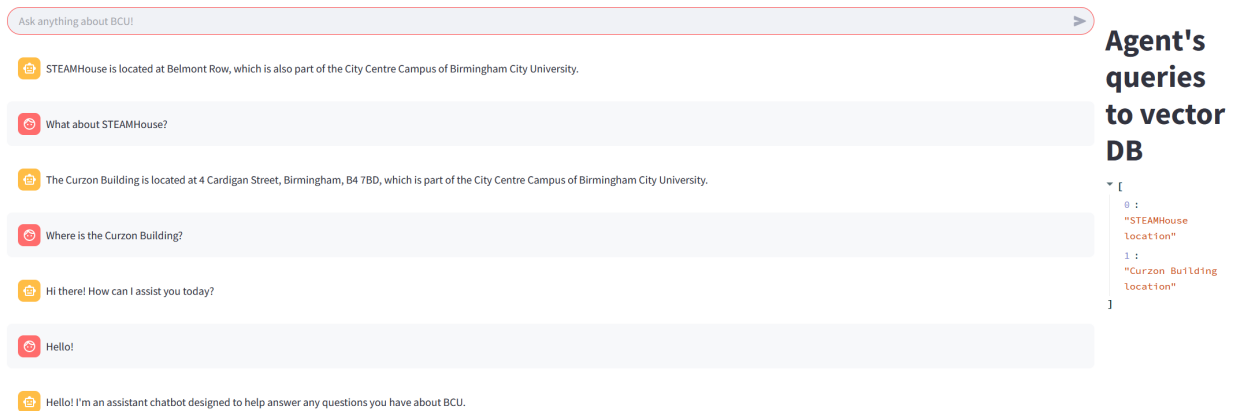 Ask anything about BCU!
STEAMHouse is located at Belmont Row, which is also part of the City Centre Campus of Birmingham City University.
What about STEAMHouse?
The Curzon Building is located at 4 Cardigan Street, Birmingham, B4 7BD, which is part of the City Centre Campus of Birmingham City University.
Where is the Curzon Building?
Hi there! How can I assist you today?
Hello!
Hello! I'm an assistant chatbot designed to help answer any questions you have about BCU.
Agent's
queries
to vector
DB
[
0 :
"STEAMHouse
location"
1 :
"Curzon Building
location"
]